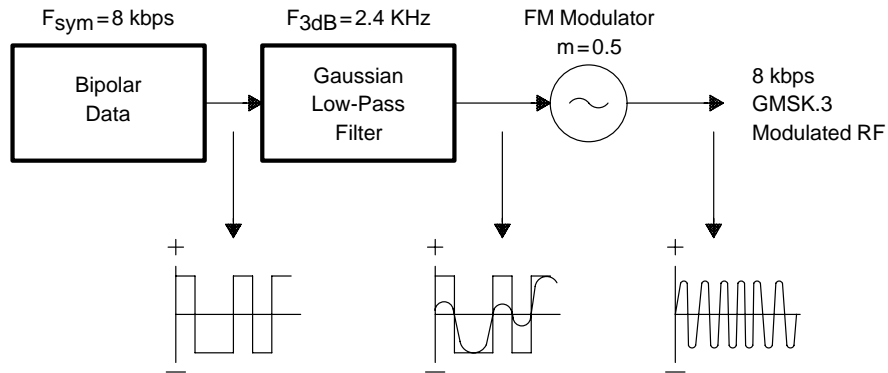 Fsym=8 kbps
F3dB=2.4 KHz
FM Modulator
m=0.5
Bipolar
Data
Gaussian
Low-Pass
Filter
8 kbps
GMSK.3
Modulated RF
+
+
+
—
—
—